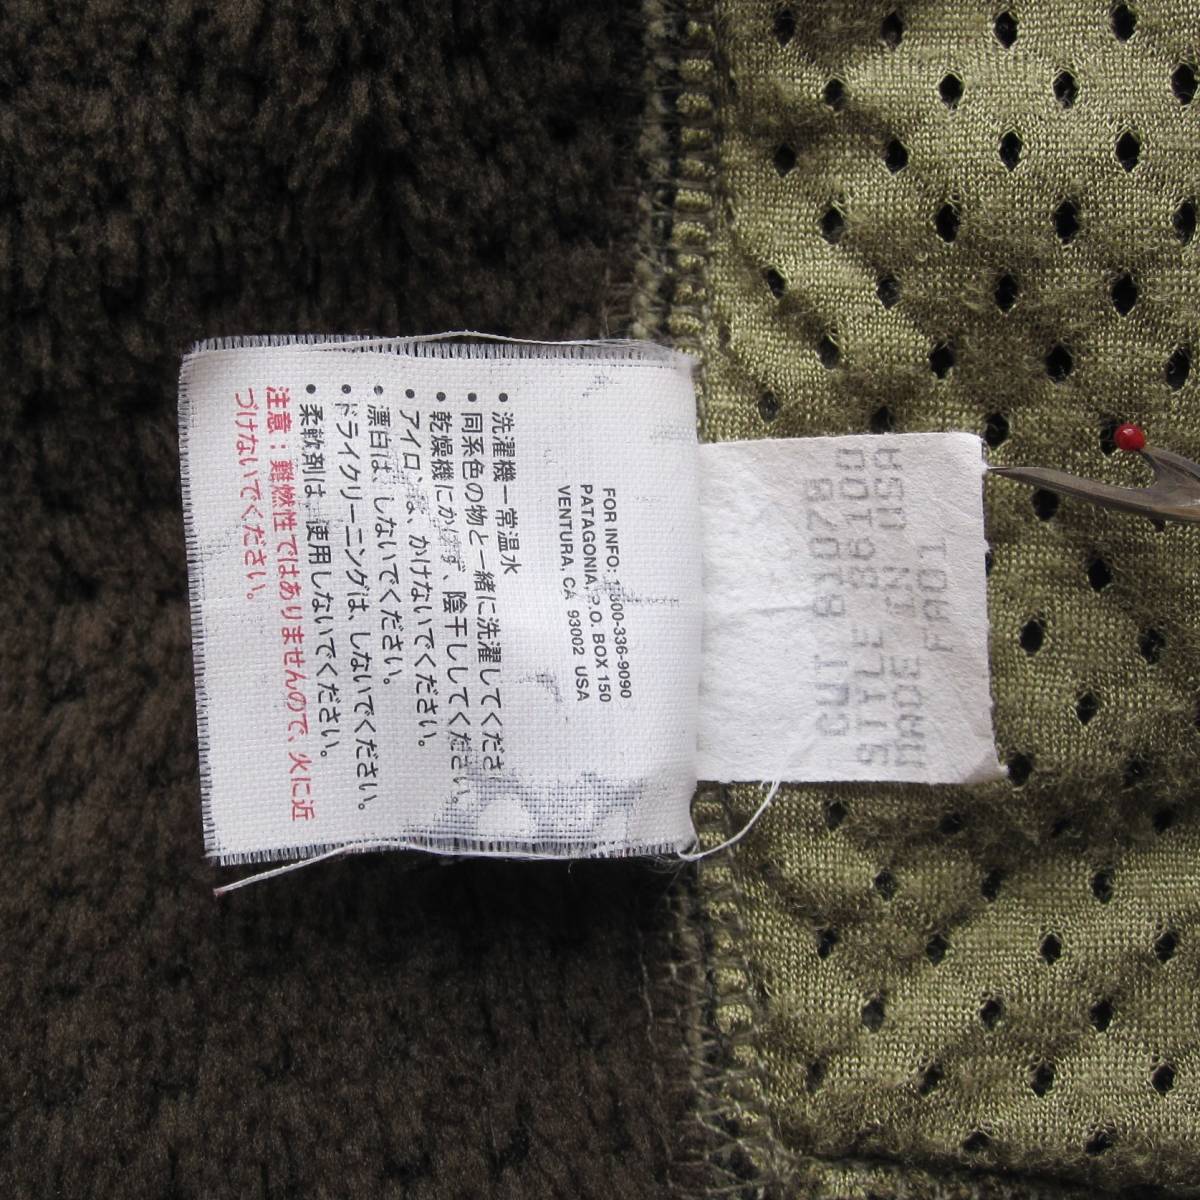 FOR INFO: 1-800-336-9090
PATAGONIA, P.O. BOX 150
VENTURA, CA 93002 USA
• 洗濯機一常温水
• 同系色の物と一緒に洗濯してくださ
• 乾燥機にかけず、陰干ししてください。
• アイロンは、かけないでください。
• 漂白は、しないでください。
• ドライクリーニングは、しないでください。
• 柔軟剤は、使用しないでください。
注意：難燃性ではありませんので、火に近
づけないでください。
CUT
STYLE 86100
MADE IN USA
FA01